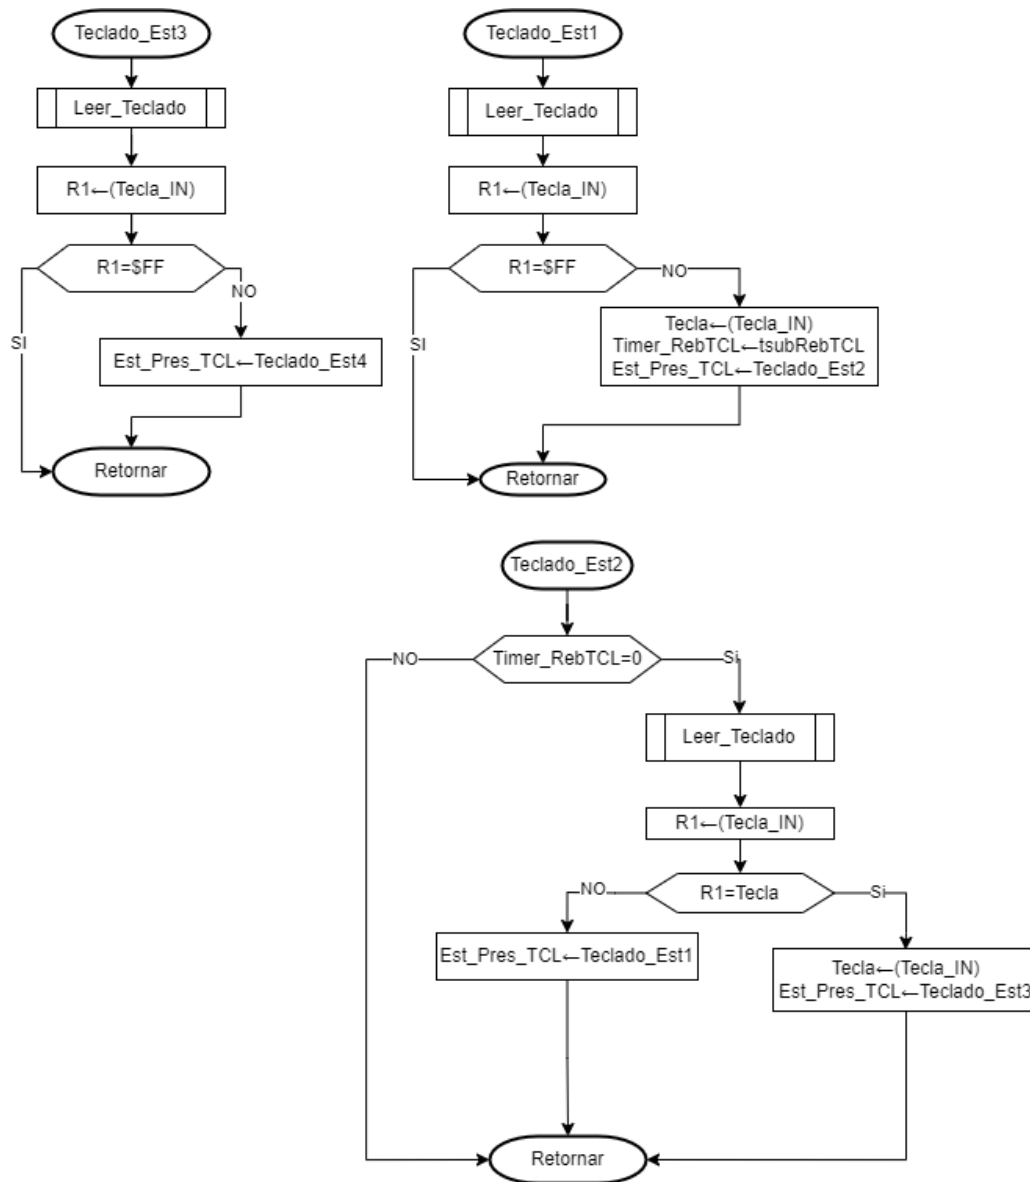 Teclado_Est3
Leer_Teclado
R1←(Tecla_IN)
R1=$FF
SI
NO
Est_Pres_TCL←Teclado_Est4
Retornar
Teclado_Est1
Leer_Teclado
R1←(Tecla_IN)
R1=$FF
SI
NO
Tecla←(Tecla_IN)
Timer_RebTCL←tsubRebTCL
Est_Pres_TCL←Teclado_Est2
Retornar
Teclado_Est2
Timer_RebTCL=0
NO
Si
Leer_Teclado
R1←(Tecla_IN)
R1=Tecla
NO
Si
Est_Pres_TCL←Teclado_Est1
Tecla←(Tecla_IN)
Est_Pres_TCL←Teclado_Est3
Retornar